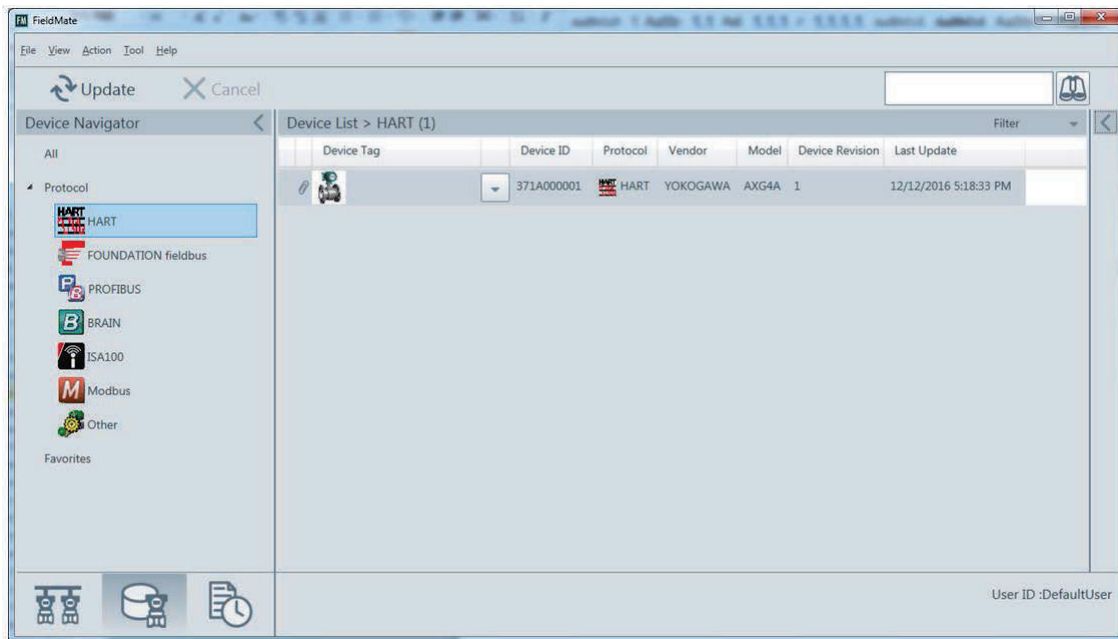 FieldMate
File View Action Tool Help
Update Cancel
Device Navigator
Device List > HART (1) Filter
All
Device Tag Device ID Protocol Vendor Model Device Revision Last Update
371A000001 HART YOKOGAWA AXG4A 1 12/12/2016 5:18:33 PM
Protocol
HART
FOUNDATION fieldbus
PROFIBUS
BRAIN
ISA100
Modbus
Other
Favorites
User ID :DefaultUser